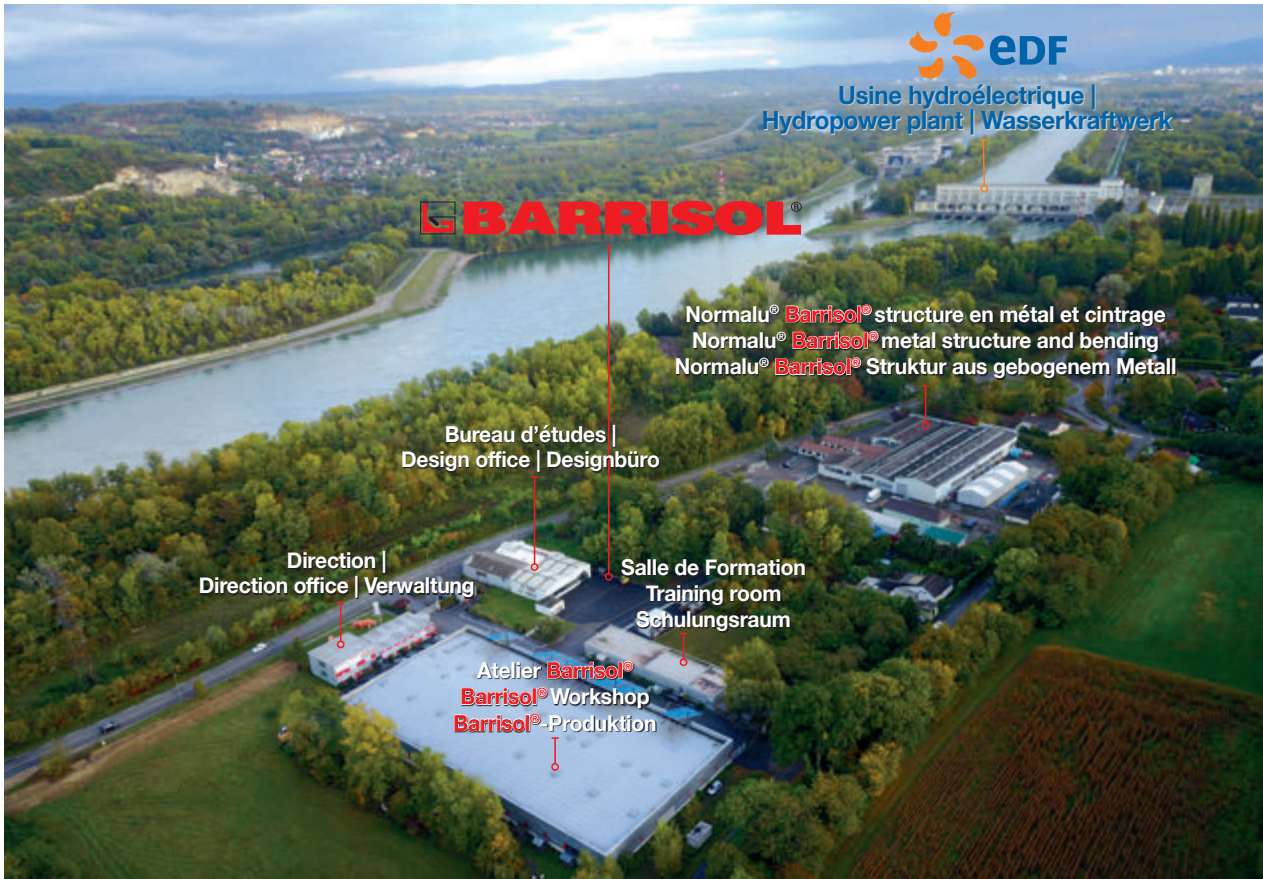 eDF
Usine hydroélectrique |
Hydropower plant | Wasserkraftwerk
BARRISOL®
Normalu® Barrisol® structure en métal et cintrage
Normalu® Barrisol® metal structure and bending
Normalu® Barrisol® Struktur aus gebogenem Metall
Bureau d'études |
Design office | Designbüro
Direction |
Direction office | Verwaltung
Salle de Formation
Training room
Schulungsraum
Atelier Barrisol®
Barrisol® Workshop
Barrisol®-Produktion